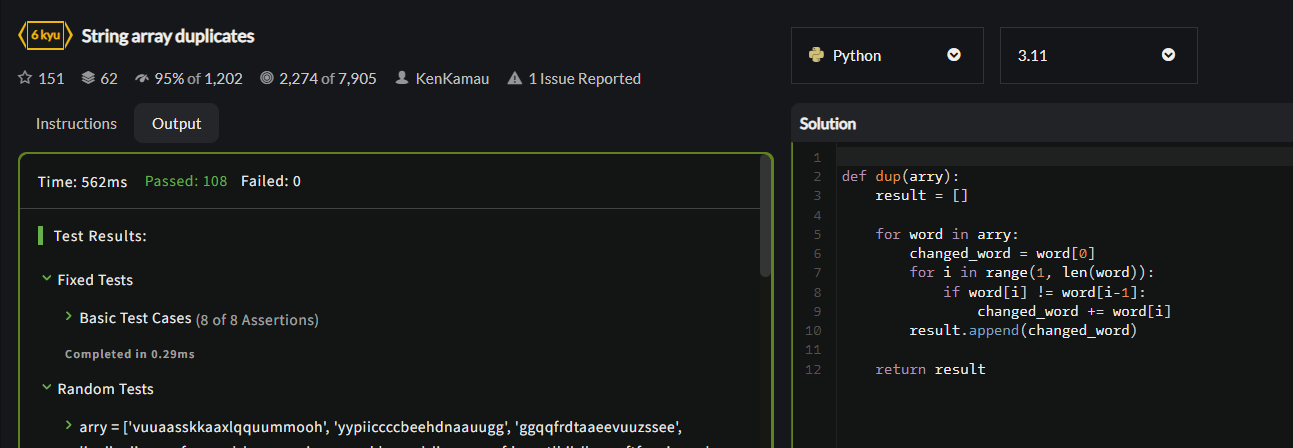 6 kyu String array duplicates
151 62 95% of 1,202 2,274 of 7,905 KenKamau 1 Issue Reported
Instructions Output
Time: 562ms Passed: 108 Failed: 0
Test Results:
Fixed Tests
Basic Test Cases (8 of 8 Assertions)
Completed in 0.29ms
Random Tests
array = ['vuuaasskkaaxlqquummooh', 'yypiiccccbeehdnaauugg', 'ggqqfrdtaaeevuuzssee',
Python 3.11
Solution
1
2 def dup(arry):
3     result = []
4
5     for word in arry:
6         changed_word = word[0]
7         for i in range(1, len(word)):
8             if word[i] != word[i-1]:
9                 changed_word += word[i]
10         result.append(changed_word)
11
12     return result